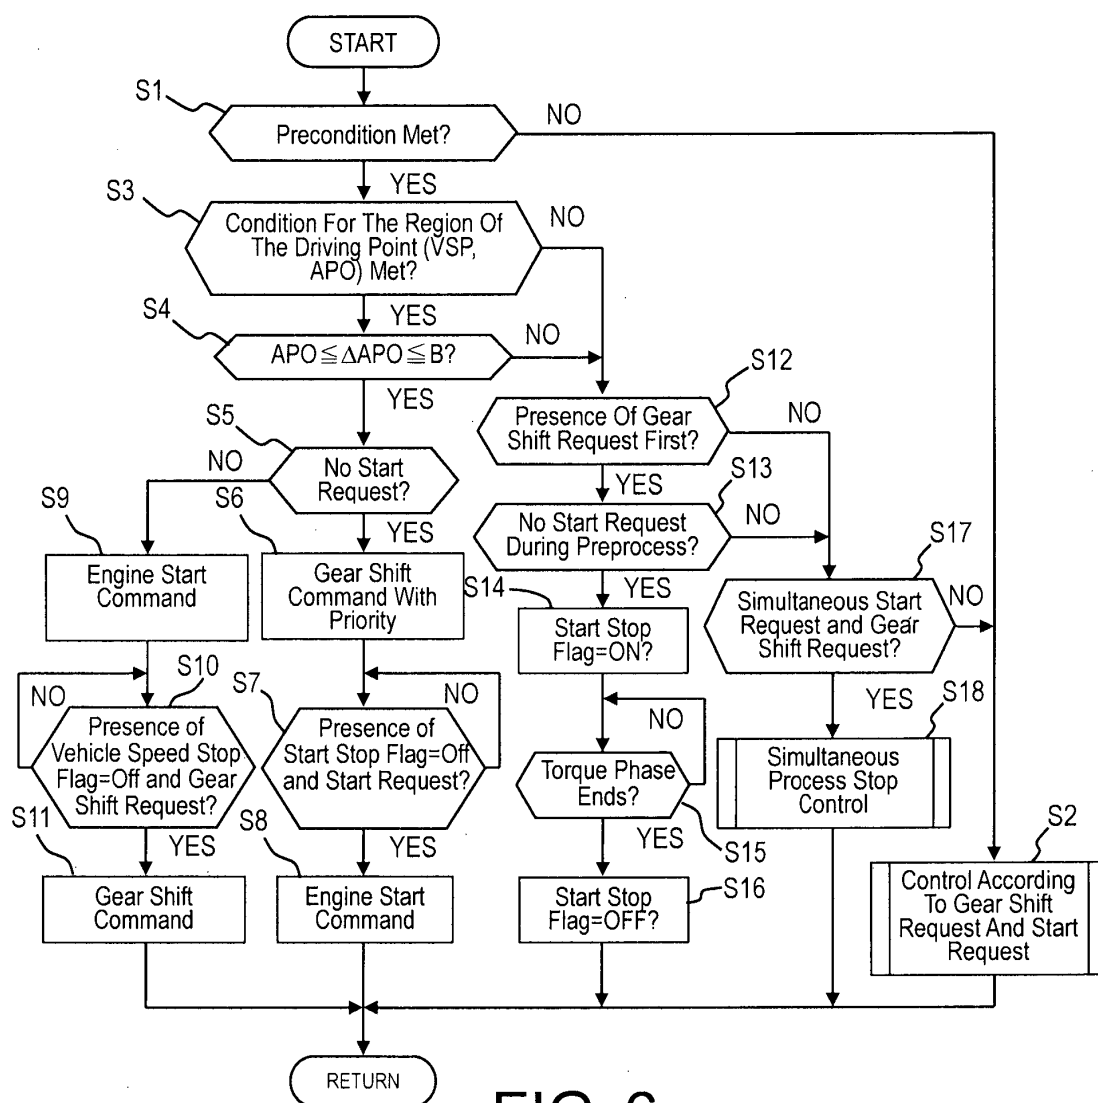 START
S1
Precondition Met?
NO
YES
S3
Condition For The Region Of
The Driving Point (VSP,
APO) Met?
NO
YES
S4
APO≦ΔAPO≦B?
NO
YES
S12
Presence Of Gear
Shift Request First?
NO
YES
S5
No Start
Request?
NO
YES
S13
No Start Request
During Preprocess?
NO
YES
S9
Engine Start
Command
S6
Gear Shift
Command With
Priority
S14
Start Stop
Flag=ON?
S17
Simultaneous Start
Request and Gear
Shift Request?
NO
YES
S10
NO
Presence of
Vehicle Speed Stop
Flag=Off and Gear
Shift Request?
YES
S7
NO
Presence of
Start Stop Flag=Off
and Start Request?
YES
NO
Torque Phase
Ends?
YES
S15
S18
Simultaneous
Process Stop
Control
S11
Gear Shift
Command
S8
Engine Start
Command
S16
Start Stop
Flag=OFF?
S2
Control According
To Gear Shift
Request And Start
Request
RETURN
FIG. 6